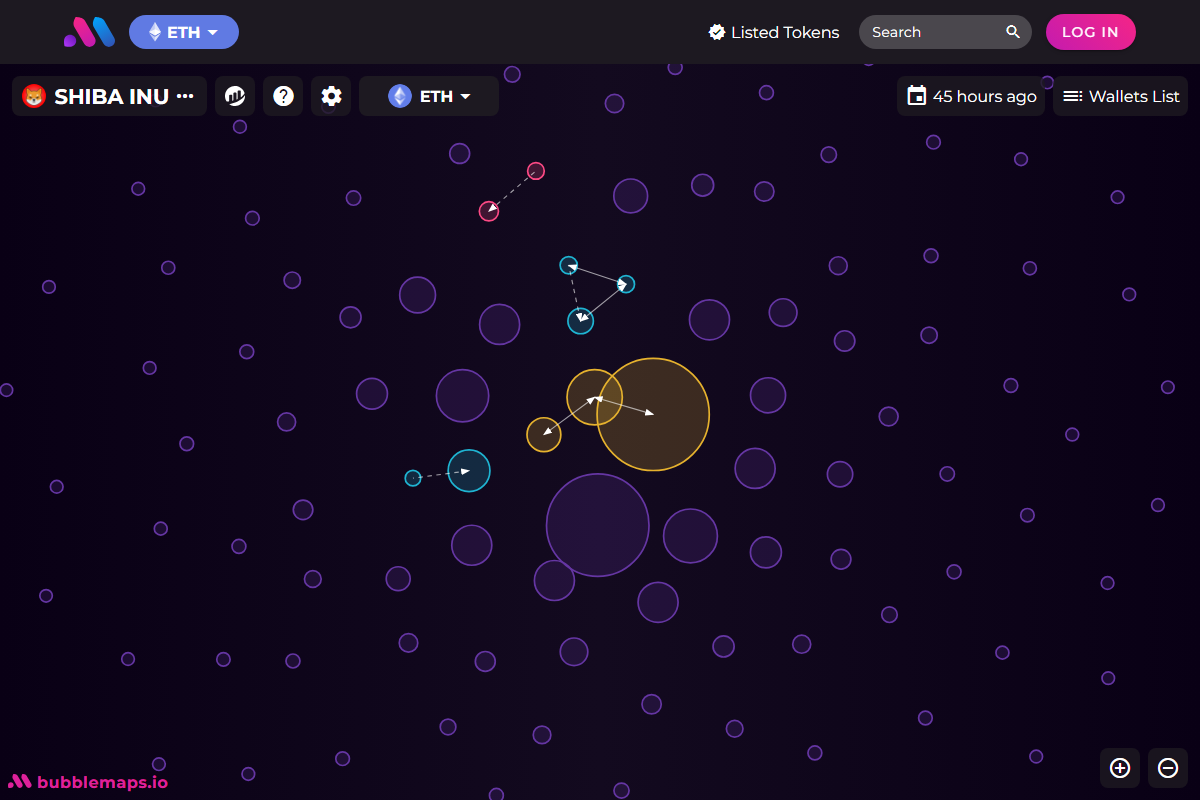 ETH
Listed Tokens
Search
LOG IN
SHIBA INU ···
ETH
45 hours ago
Wallets List
bubblemaps.io